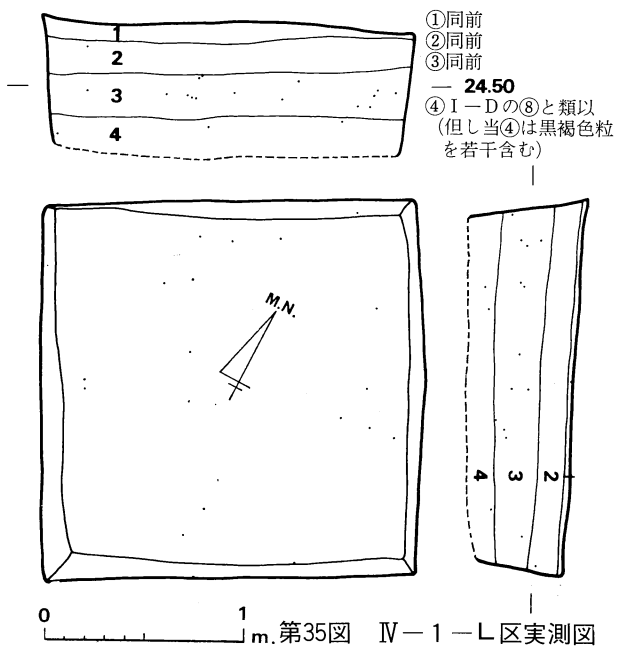 ①同前
②同前
③同前
24.50
④Ⅰ－Dの⑧と類以
(但し当④は黒褐色粒
を若干含む)
1
2
3
4
M.N.
4 3 2
0 1 m.
第35図 Ⅳ－1－L区実測図